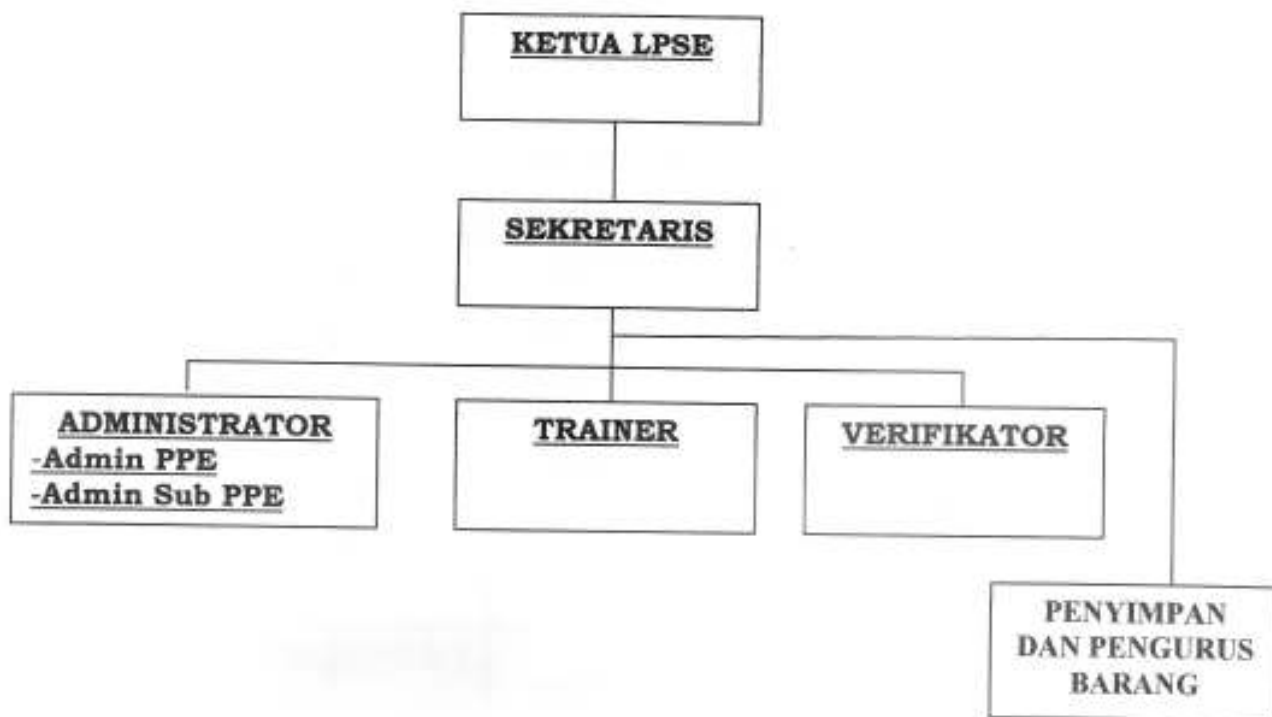 KETUA LPSE
SEKRETARIS
ADMINISTRATOR
-Admin PPE
-Admin Sub PPE
TRAINER
VERIFIKATOR
PENYIMPAN
DAN PENGURUS
BARANG